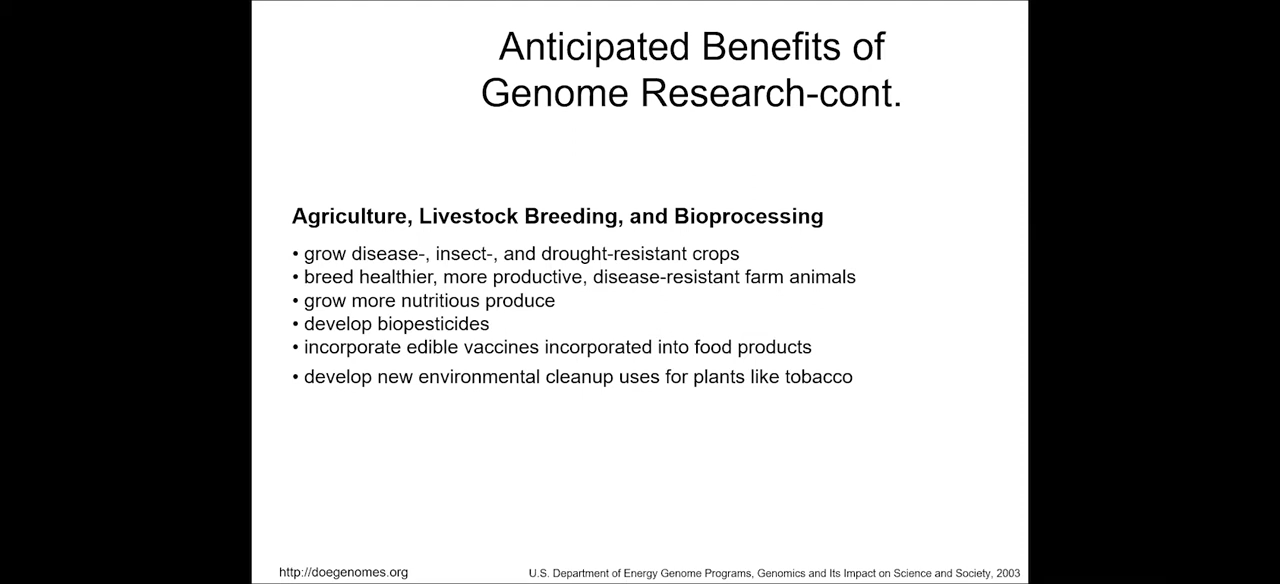 Anticipated Benefits of
Genome Research-cont.
Agriculture, Livestock Breeding, and Bioprocessing
• grow disease-, insect-, and drought-resistant crops
• breed healthier, more productive, disease-resistant farm animals
• grow more nutritious produce
• develop biopesticides
• incorporate edible vaccines incorporated into food products
• develop new environmental cleanup uses for plants like tobacco
http://doegenomes.org
U.S. Department of Energy Genome Programs, Genomics and Its Impact on Science and Society, 2003